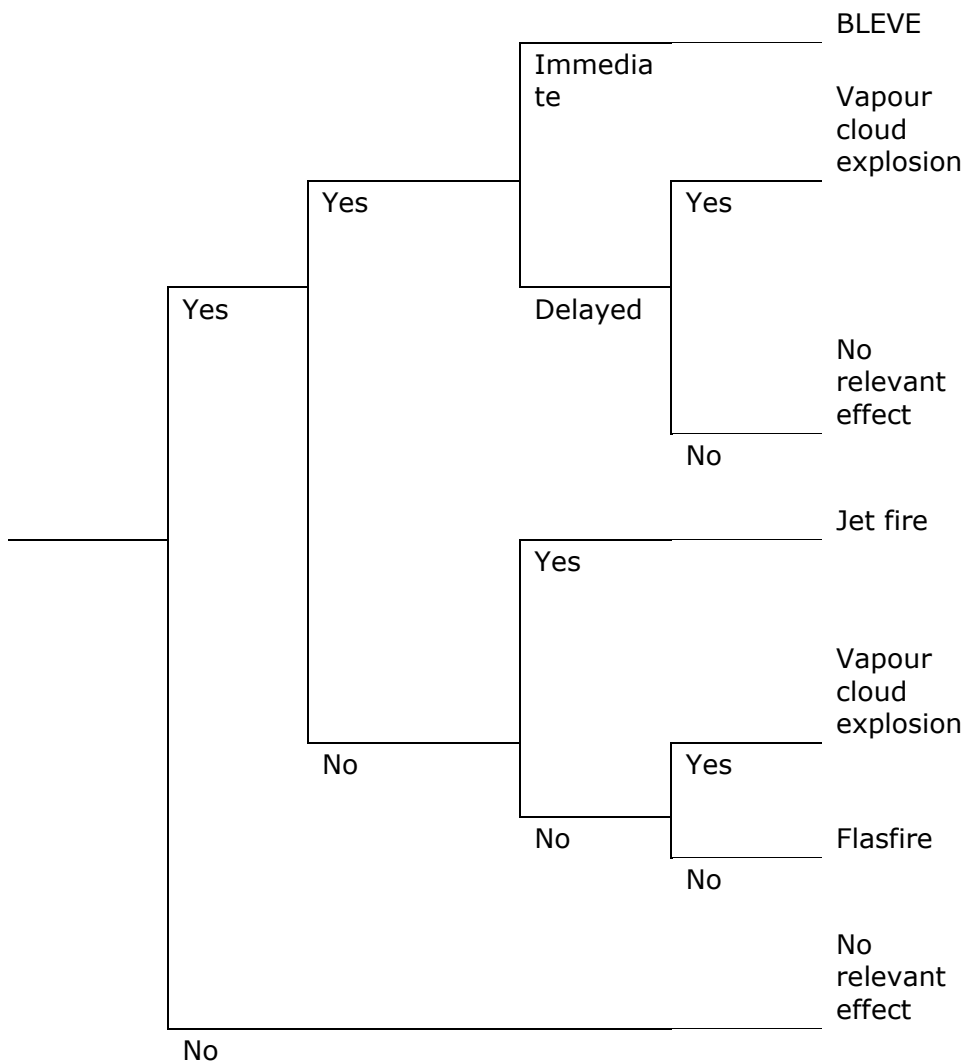 BLEVE
Immedia
te
Vapour
cloud
explosion
Yes
Yes
Yes
Delayed
No
relevant
effect
No
Jet fire
Yes
Vapour
cloud
explosion
No
Yes
No
Flasfire
No
No
relevant
effect
No